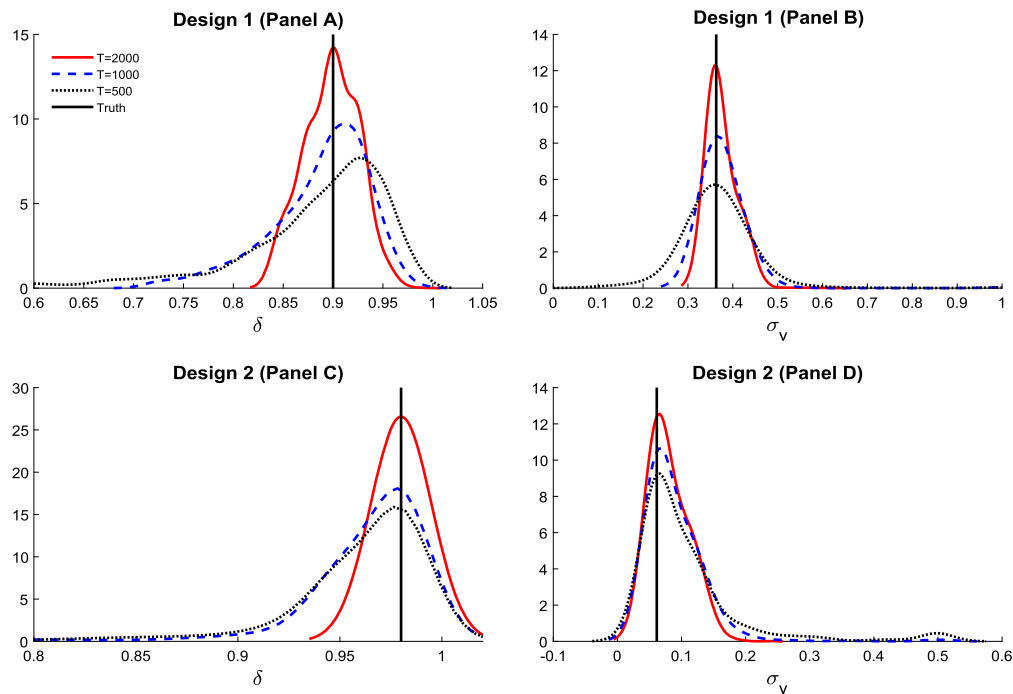 Design 1 (Panel A)
15
10
5
0
T=2000
T=1000
T=500
Truth
0.6 0.65 0.7 0.75 0.8 0.85 0.9 0.95 1 1.05
δ
Design 1 (Panel B)
14
12
10
8
6
4
2
0
0 0.1 0.2 0.3 0.4 0.5 0.6 0.7 0.8 0.9 1
σv
Design 2 (Panel C)
30
25
20
15
10
5
0
0.8 0.85 0.9 0.95 1
δ
Design 2 (Panel D)
14
12
10
8
6
4
2
0
-0.1 0 0.1 0.2 0.3 0.4 0.5 0.6
σv